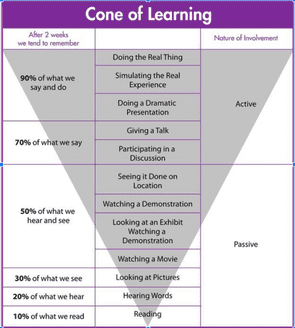 Cone of Learning
After 2 weeks
we tend to remember
Nature of Involvement
90% of what we
say and do
Doing the Real Thing
Simulating the Real
Experience
Doing a Dramatic
Presentation
Active
70% of what we say
Giving a Talk
Participating in a
Discussion
50% of what we
hear and see
Seeing it Done on
Location
Watching a Demonstration
Looking at an Exhibit
Watching a
Demonstration
Watching a Movie
Passive
30% of what we see
Looking at Pictures
20% of what we hear
Hearing Words
10% of what we read
Reading